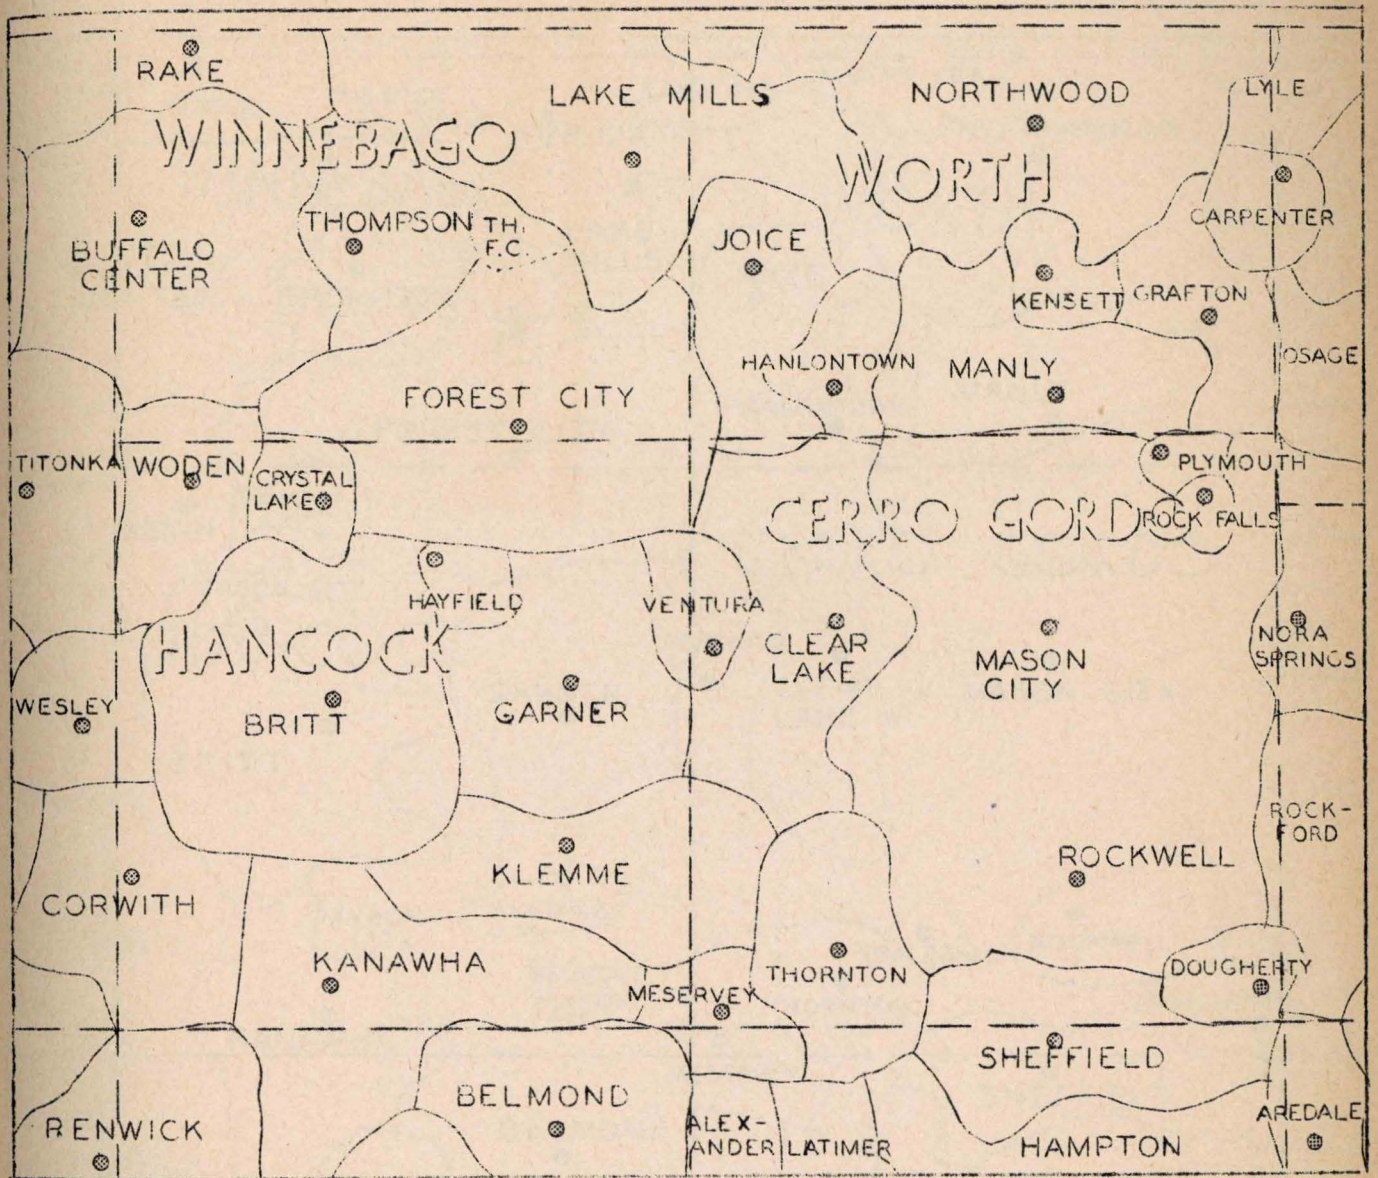 RAKE
LAKE MILLS
NORTHWOOD
LYLE
WINNEBAGO
WORTH
THOMPSON
TH.
F.C.
CARPENTER
BUFFALO
CENTER
JOICE
KENSETT
GRAFTON
HANLONTOWN
MANLY
OSAGE
FOREST CITY
TITONKA
WODEN
CRYSTAL
LAKE
PLYMOUTH
CERRO GORDO
ROCK FALLS
HAYFIELD
VENTURA
HANCOCK
CLEAR
LAKE
MASON
CITY
NORA
SPRINGS
WESLEY
BRITT
GARNER
ROCK-
FORD
KLEMME
ROCKWELL
CORWITH
KANAWHA
MESERVEY
THORNTON
DOUGHERTY
SHEFFIELD
BELMOND
RENWICK
ALEX-
ANDER
LATIMER
HAMPTON
AREDALE